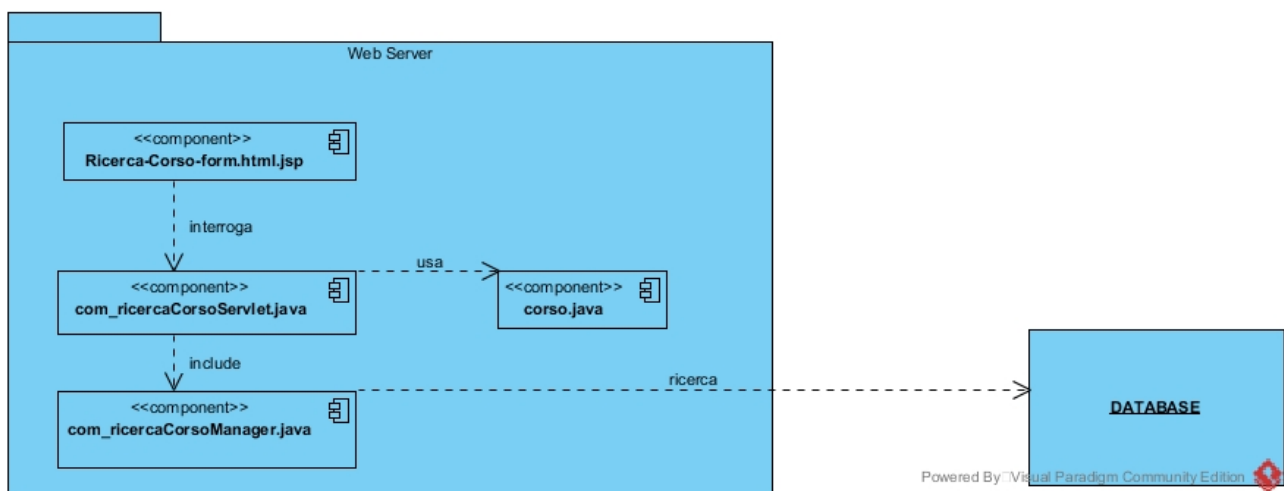 Web Server
<<component>>
Ricerca-Corso-form.html.jsp
interroga
<<component>>
com_ricercaCorsoServlet.java
usa
<<component>>
corso.java
include
<<component>>
com_ricercaCorsoManager.java
ricerca
DATABASE
Powered By Visual Paradigm Community Edition